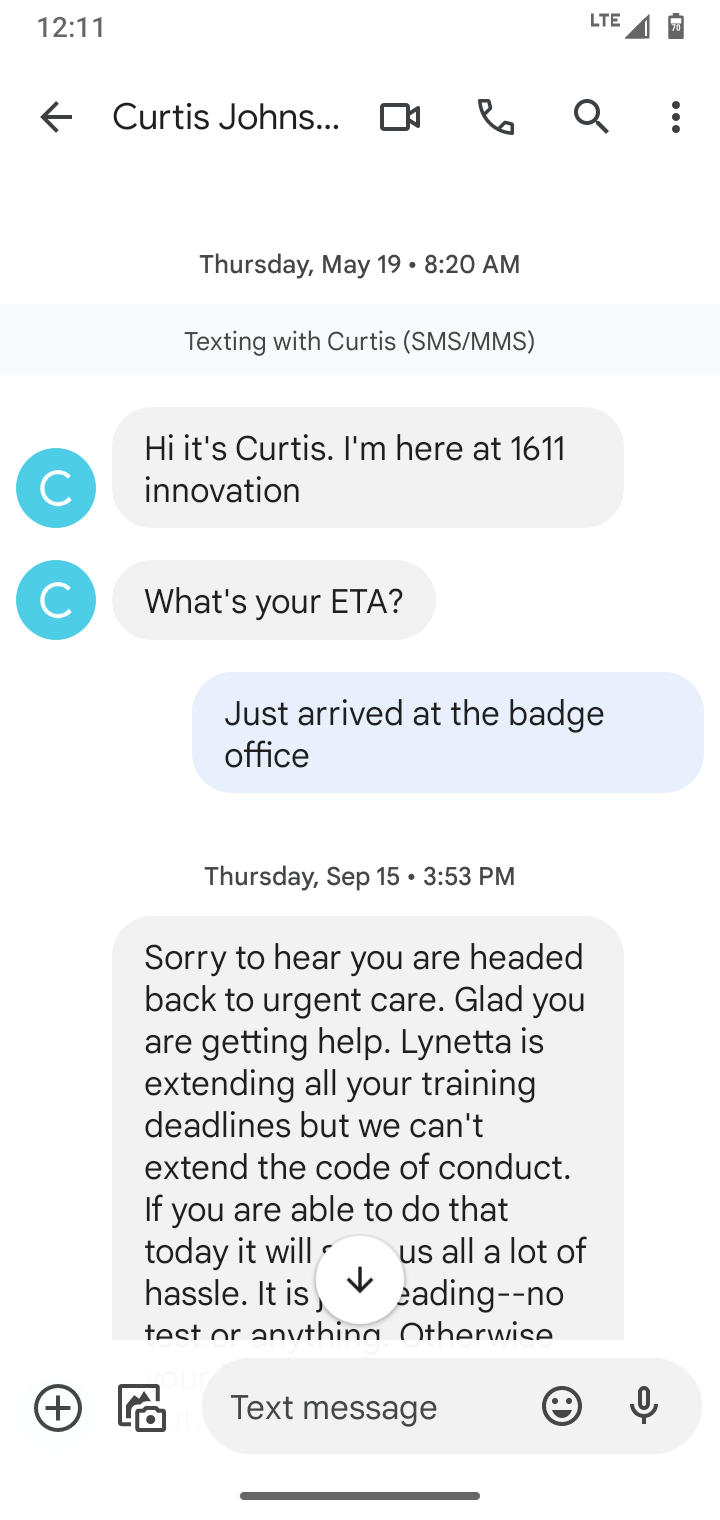 12:11
LTE
70
Curtis Johns...
Thursday, May 19 • 8:20 AM
Texting with Curtis (SMS/MMS)
Hi it's Curtis. I'm here at 1611
innovation
C
What's your ETA?
C
Just arrived at the badge
office
Thursday, Sep 15 • 3:53 PM
Sorry to hear you are headed
back to urgent care. Glad you
are getting help. Lynetta is
extending all your training
deadlines but we can't
extend the code of conduct.
If you are able to do that
today it will us all a lot of
hassle. It is eading--no
test or anything. Otherwise
your
Text message